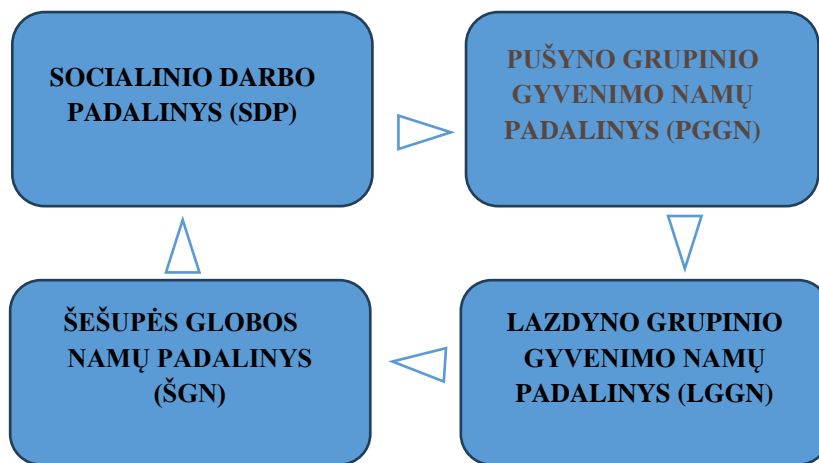 SOCIALINIO DARBO
PADALINYS (SDP)
PUŠYNO GRUPINIO
GYVENIMO NAMŲ
PADALINYS (PGGN)
ŠEŠUPĖS GLOBOS
NAMŲ PADALINYS
(ŠGN)
LAZDYNO GRUPINIO
GYVENIMO NAMŲ
PADALINYS (LGGN)